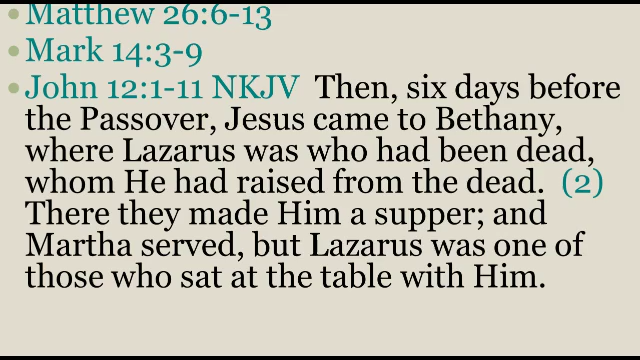 • Matthew 26:6-13
• Mark 14:3-9
• John 12:1-11 NKJV  Then, six days before
the Passover, Jesus came to Bethany,
where Lazarus was who had been dead,
whom He had raised from the dead.  (2)
There they made Him a supper; and
Martha served, but Lazarus was one of
those who sat at the table with Him.